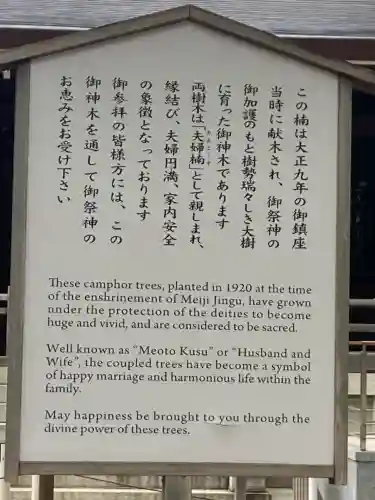 この楠は大正九年の御鎮座
当時に献木され、御祭神の
御加護のもと樹勢瑞々しき大樹
に育った御神木であります
両樹木は「夫婦楠」として親しまれ、
縁結び、夫婦円満、家内安全
の象徴となっております
御参拝の皆様方には、この
御神木を通して御祭神の
お恵みをお受け下さい
These camphor trees, planted in 1920 at the time
of the enshrinement of Meiji Jingu, have grown
under the protection of the deities to become
huge and vivid, and are considered to be sacred.
Well known as "Meoto Kusu" or "Husband and
Wife", the coupled trees have become a symbol
of happy marriage and harmonious life within the
family.
May happiness be brought to you through the
divine power of these trees.